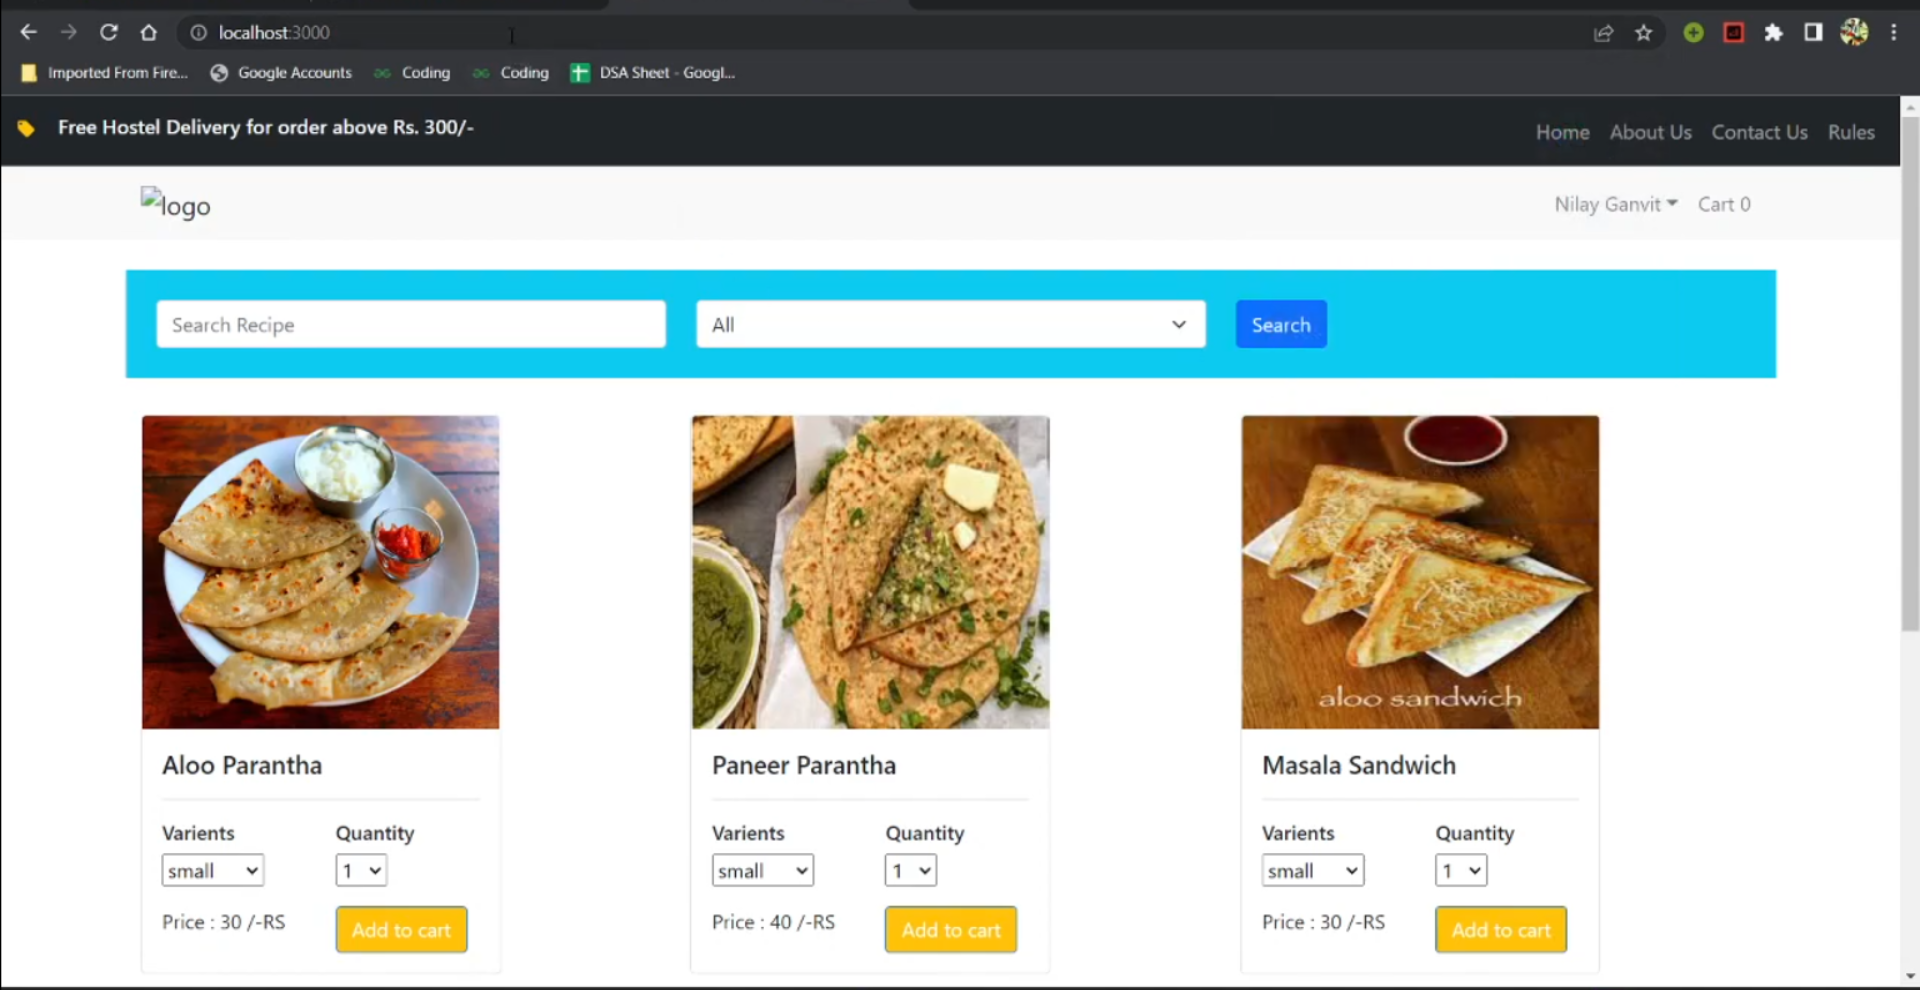 localhost:3000
Imported From Fire... Google Accounts Coding Coding DSA Sheet - Googl...
Free Hostel Delivery for order above Rs. 300/- Home About Us Contact Us Rules
logo Nilay Ganvit Cart 0
Search Recipe All Search
aloo sandwich
Aloo Parantha Paneer Parantha Masala Sandwich
Varients Quantity Varients Quantity Varients Quantity
small 1 small 1 small 1
Price : 30 /-RS Add to cart Price : 40 /-RS Add to cart Price : 30 /-RS Add to cart